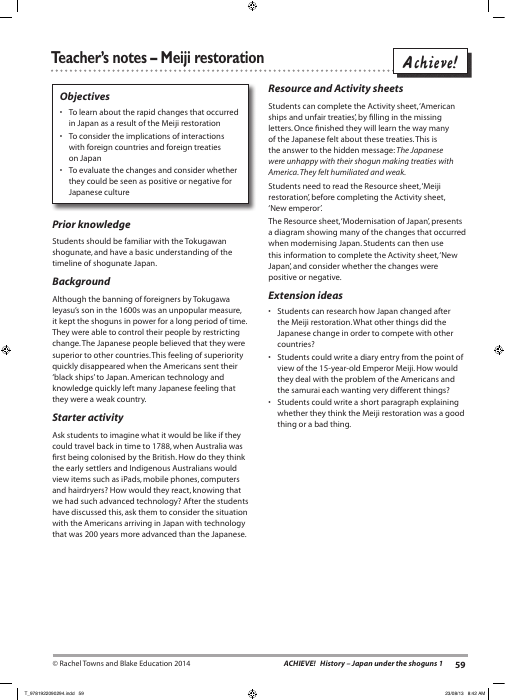 Teacher's notes – Meiji restoration
Achieve!
Objectives
• To learn about the rapid changes that occurred
in Japan as a result of the Meiji restoration
• To consider the implications of interactions
with foreign countries and foreign treaties
on Japan
• To evaluate the changes and consider whether
they could be seen as positive or negative for
Japanese culture
Prior knowledge
Students should be familiar with the Tokugawan
shogunate, and have a basic understanding of the
timeline of shogunate Japan.
Background
Although the banning of foreigners by Tokugawa
Ieyasu's son in the 1600s was an unpopular measure,
it kept the shoguns in power for a long period of time.
They were able to control their people by restricting
change. The Japanese people believed that they were
superior to other countries. This feeling of superiority
quickly disappeared when the Americans sent their
'black ships' to Japan. American technology and
knowledge quickly left many Japanese feeling that
they were a weak country.
Starter activity
Ask students to imagine what it would be like if they
could travel back in time to 1788, when Australia was
first being colonised by the British. How do they think
the early settlers and Indigenous Australians would
view items such as iPads, mobile phones, computers
and hairdryers? How would they react, knowing that
we had such advanced technology? After the students
have discussed this, ask them to consider the situation
with the Americans arriving in Japan with technology
that was 200 years more advanced than the Japanese.
Resource and Activity sheets
Students can complete the Activity sheet, 'American
ships and unfair treaties', by filling in the missing
letters. Once finished they will learn the way many
of the Japanese felt about these treaties. This is
the answer to the hidden message: The Japanese
were unhappy with their shogun making treaties with
America. They felt humiliated and weak.
Students need to read the Resource sheet, 'Meiji
restoration', before completing the Activity sheet,
'New emperor'.
The Resource sheet, 'Modernisation of Japan', presents
a diagram showing many of the changes that occurred
when modernising Japan. Students can then use
this information to complete the Activity sheet, 'New
Japan', and consider whether the changes were
positive or negative.
Extension ideas
• Students can research how Japan changed after
the Meiji restoration. What other things did the
Japanese change in order to compete with other
countries?
• Students could write a diary entry from the point of
view of the 15-year-old Emperor Meiji. How would
they deal with the problem of the Americans and
the samurai each wanting very different things?
• Students could write a short paragraph explaining
whether they think the Meiji restoration was a good
thing or a bad thing.
© Rachel Towns and Blake Education 2014
ACHIEVE! History – Japan under the shoguns 1 59
T_9781922090294.indd 59
23/08/13 8:42 AM